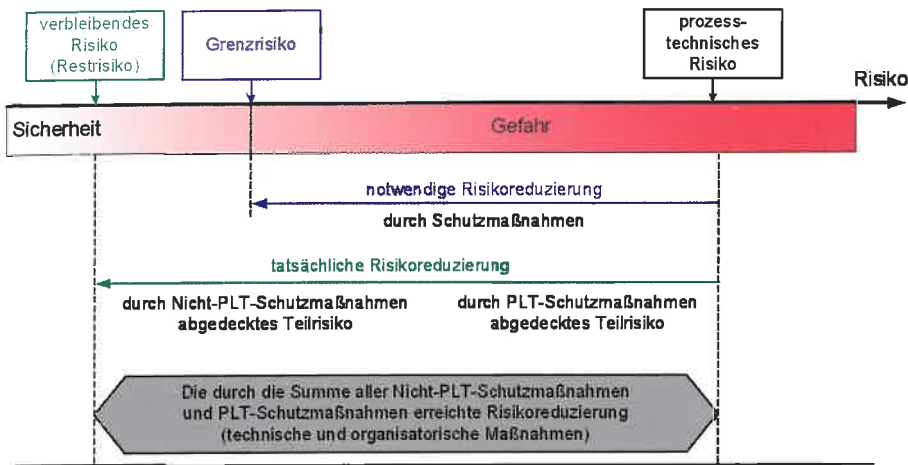 verbleibendes
Risiko
(Restrisiko)
Grenzrisiko
prozess-
technisches
Risiko
Risiko
Sicherheit
Gefahr
notwendige Risikoreduzierung
durch Schutzmaßnahmen
tatsächliche Risikoreduzierung
durch Nicht-PLT-Schutzmaßnahmen
abgedecktes Teilrisiko
durch PLT-Schutzmaßnahmen
abgedecktes Teilrisiko
Die durch die Summe aller Nicht-PLT-Schutzmaßnahmen
und PLT-Schutzmaßnahmen erreichte Risikoreduzierung
(technische und organisatorische Maßnahmen)